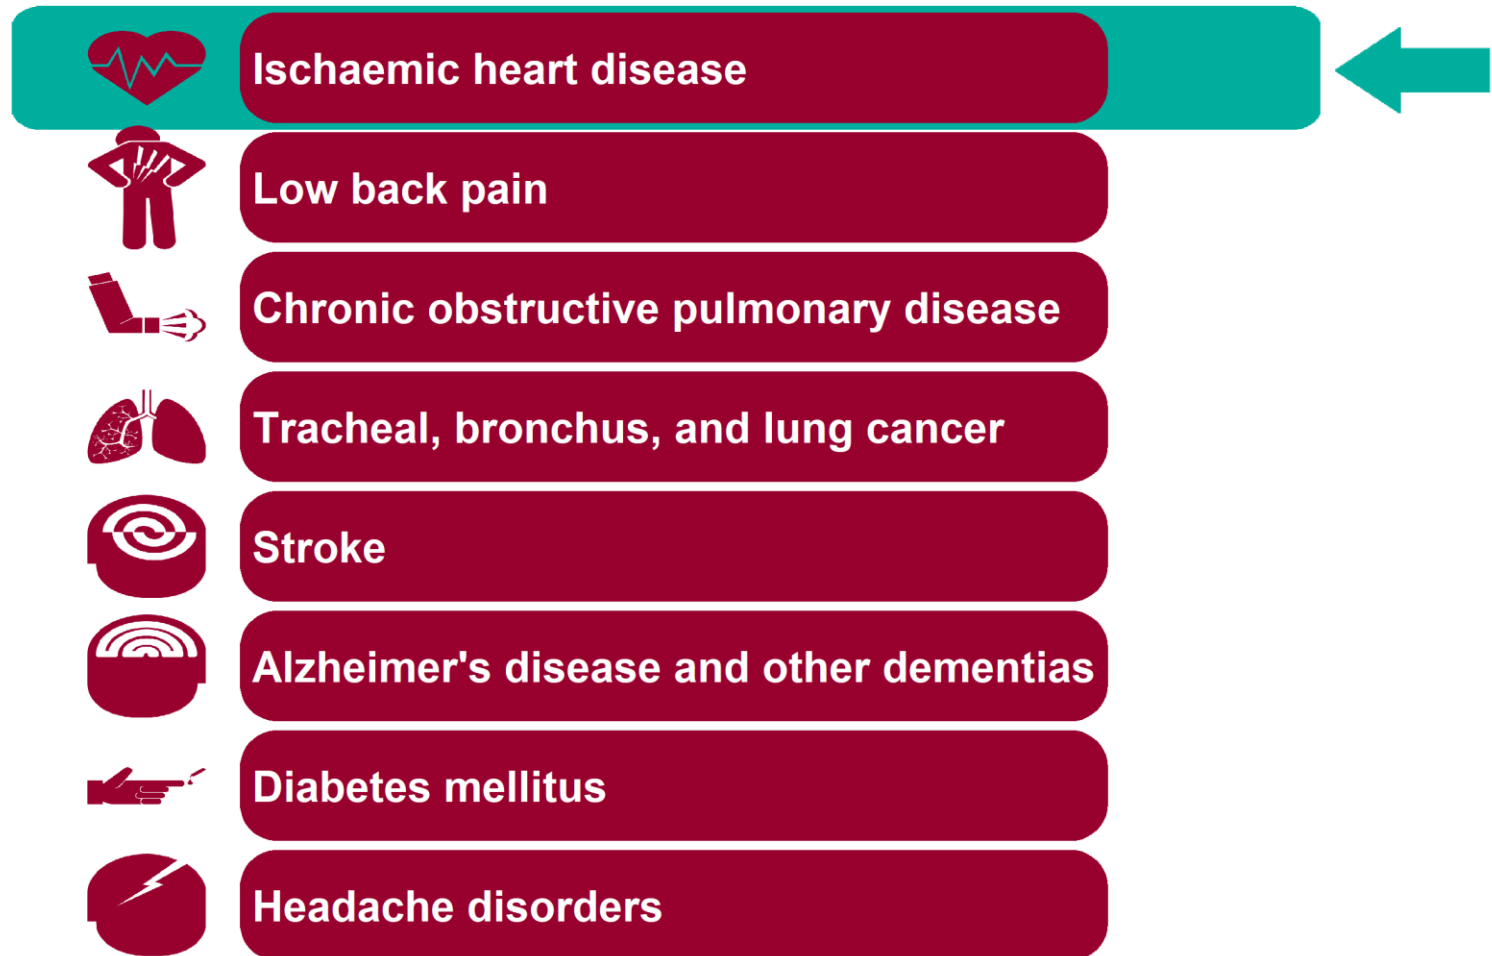 Ischaemic heart disease
Low back pain
Chronic obstructive pulmonary disease
Tracheal, bronchus, and lung cancer
Stroke
Alzheimer's disease and other dementias
Diabetes mellitus
Headache disorders